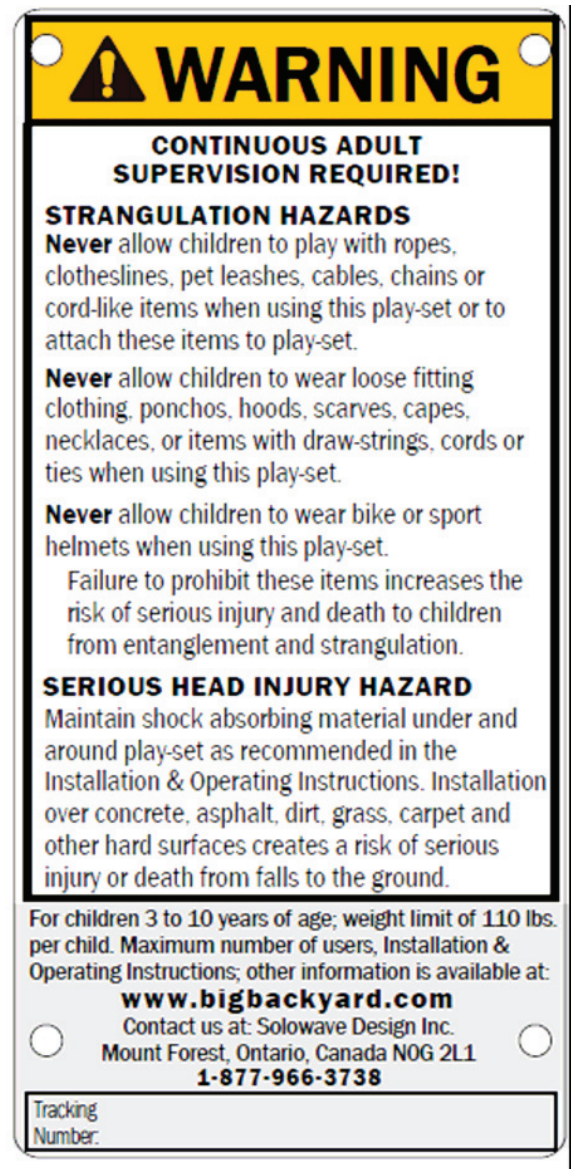 WARNING
CONTINUOUS ADULT
SUPERVISION REQUIRED!
STRANGULATION HAZARDS
Never allow children to play with ropes,
clotheslines, pet leashes, cables, chains or
cord-like items when using this play-set or to
attach these items to play-set.
Never allow children to wear loose fitting
clothing, ponchos, hoods, scarves, capes,
necklaces, or items with draw-strings, cords or
ties when using this play-set.
Never allow children to wear bike or sport
helmets when using this play-set.
Failure to prohibit these items increases the
risk of serious injury and death to children
from entanglement and strangulation.
SERIOUS HEAD INJURY HAZARD
Maintain shock absorbing material under and
around play-set as recommended in the
Installation & Operating Instructions. Installation
over concrete, asphalt, dirt, grass, carpet and
other hard surfaces creates a risk of serious
injury or death from falls to the ground.
For children 3 to 10 years of age; weight limit of 110 lbs.
per child. Maximum number of users, Installation &
Operating Instructions; other information is available at:
www.bigbackyard.com
Contact us at: Solowave Design Inc.
Mount Forest, Ontario, Canada N0G 2L1
1-877-966-3738
Tracking
Number: